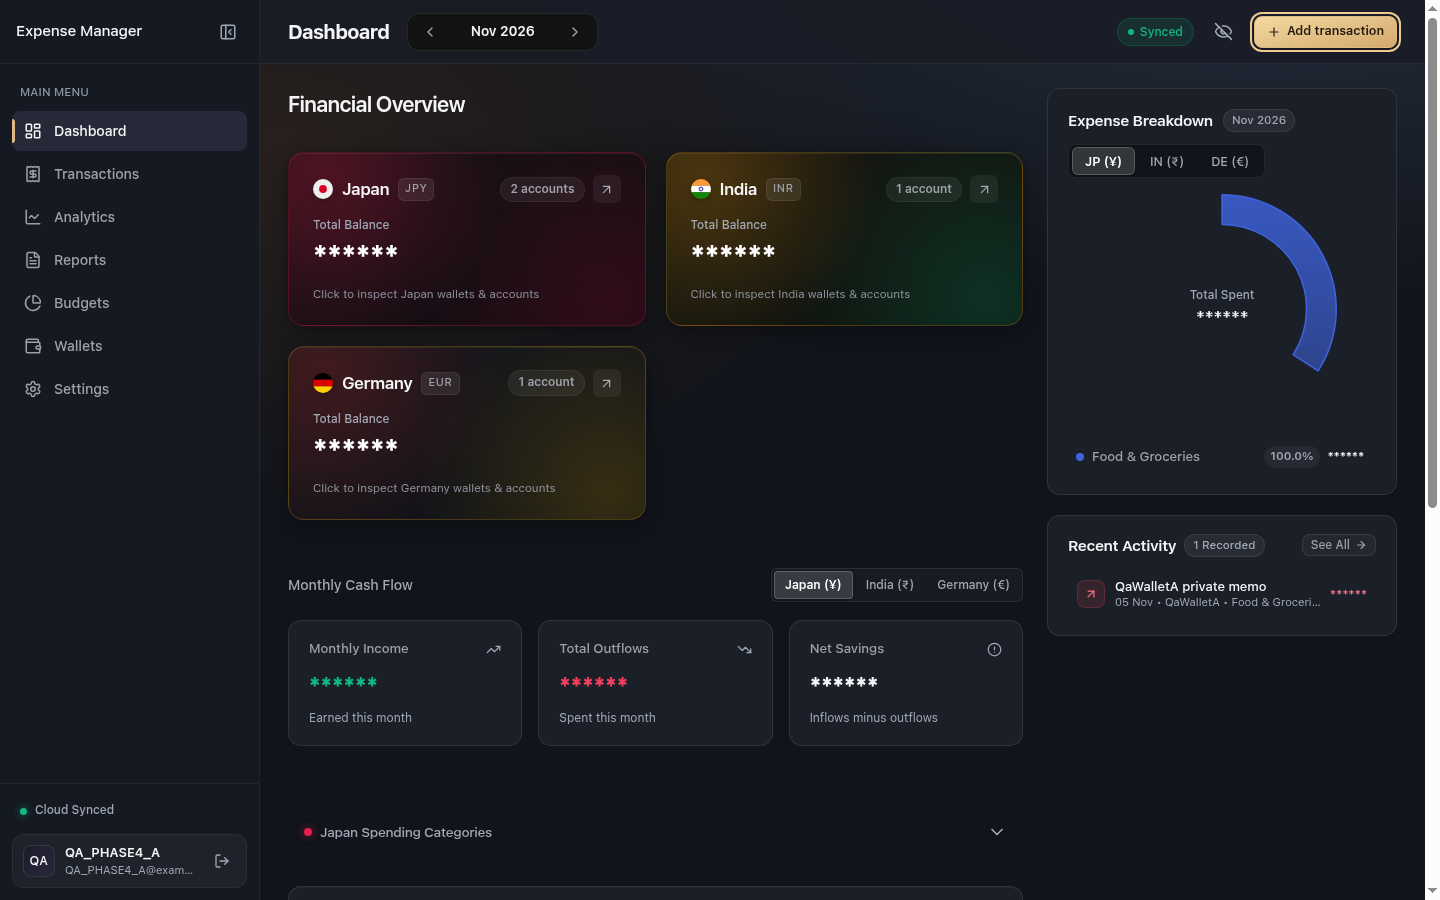 Expense Manager
MAIN MENU
Dashboard
Transactions
Analytics
Reports
Budgets
Wallets
Settings
Cloud Synced
QA
QA_PHASE4_A
QA_PHASE4_A@exam...
Dashboard
Nov 2026
Synced
+ Add transaction
Financial Overview
Japan JPY 2 accounts
Total Balance
******
Click to inspect Japan wallets & accounts
India INR 1 account
Total Balance
******
Click to inspect India wallets & accounts
Germany EUR 1 account
Total Balance
******
Click to inspect Germany wallets & accounts
Monthly Cash Flow
Japan (¥) India (₹) Germany (€)
Monthly Income
******
Earned this month
Total Outflows
******
Spent this month
Net Savings
******
Inflows minus outflows
Japan Spending Categories
Expense Breakdown Nov 2026
JP (¥) IN (₹) DE (€)
Total Spent
******
Food & Groceries 100.0% ******
Recent Activity 1 Recorded See All →
QaWalletA private memo
05 Nov • QaWalletA • Food & Groceri... ******